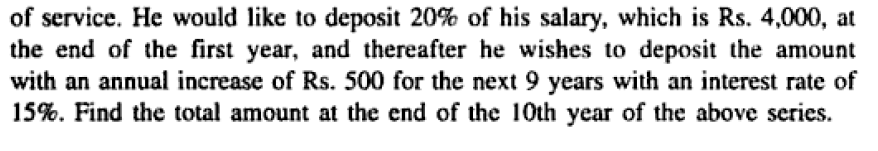 of service. He would like to deposit 20% of his salary, which is Rs. 4,000, at
the end of the first year, and thereafter he wishes to deposit the amount
with an annual increase of Rs. 500 for the next 9 years with an interest rate of
15%. Find the total amount at the end of the 10th year of the above series.